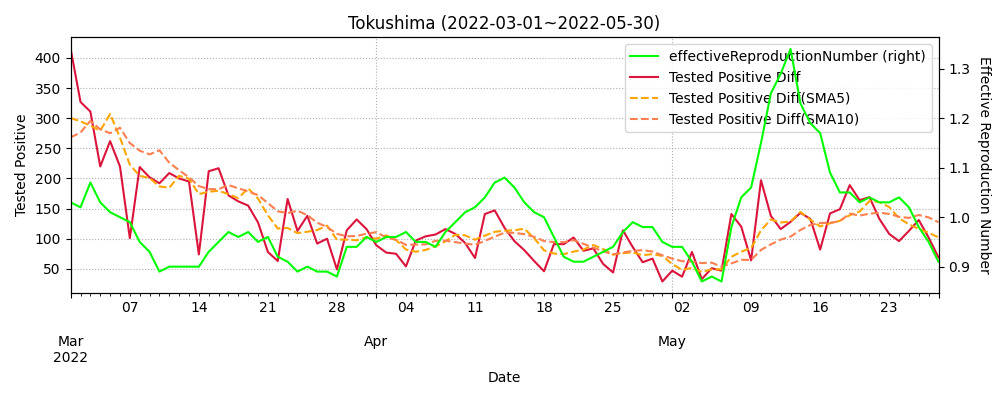 Tokushima (2022-03-01~2022-05-30)
effectiveReproductionNumber (right)
Tested Positive Diff
Tested Positive Diff(SMA5)
Tested Positive Diff(SMA10)
Tested Positive
400
350
300
250
200
150
100
50
1.3
1.2
1.1
1.0
0.9
Effective Reproduction Number
07 14 21 28 04 11 18 25 02 09 16 23
Mar Apr May
2022
Date